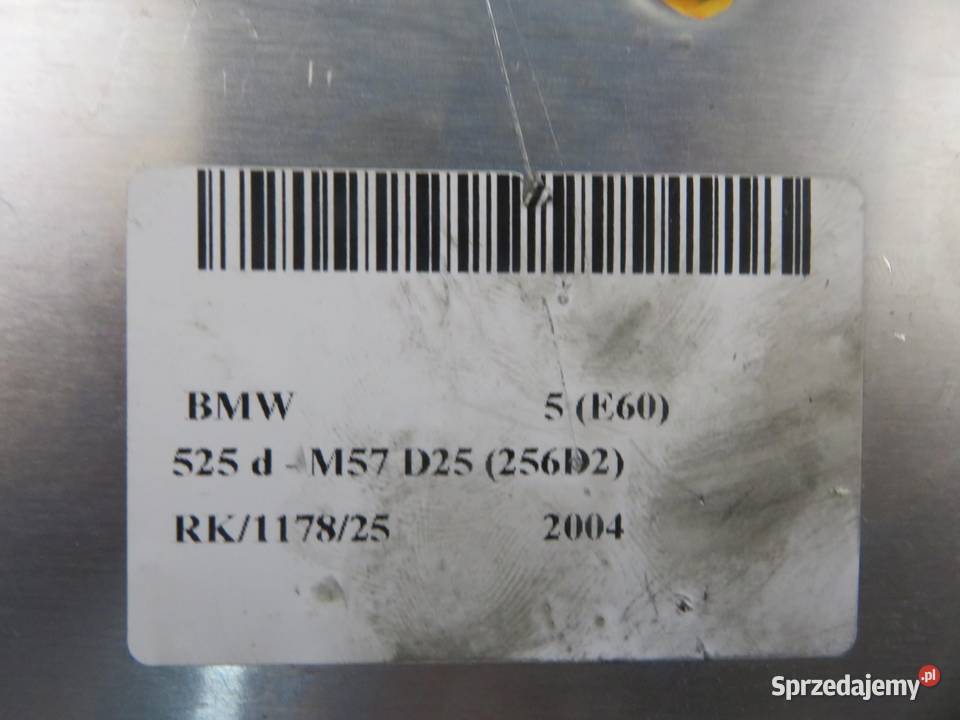 BMW 5 (E60)
525 d - M57 D25 (256D2)
RK/1178/25 2004
Sprzedajemy.pl